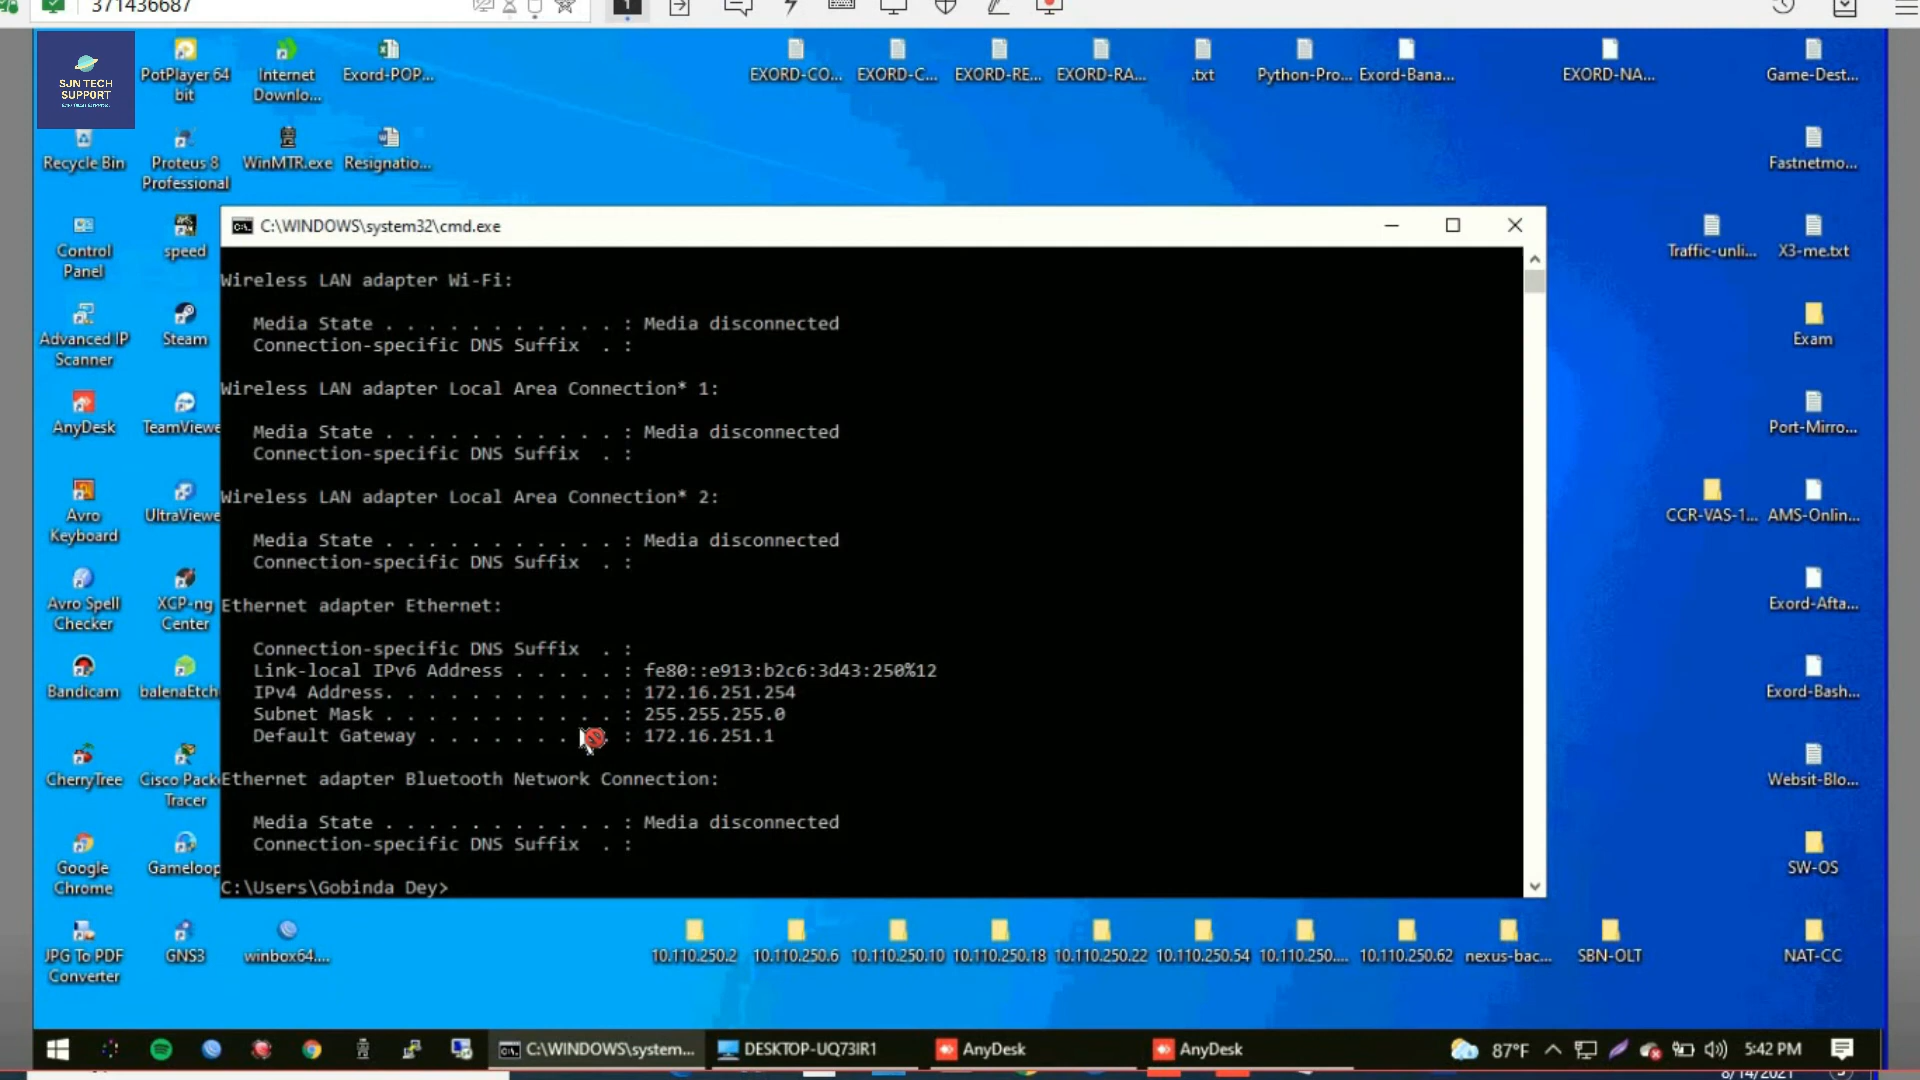 371436687
1
SJN TECH
SUPPORT
PotPlayer 64
bit
Internet
Downlo...
Exord-POP...
EXORD-CO...
EXORD-C...
EXORD-RE...
EXORD-RA...
.txt
Python-Pro...
Exord-Bana...
EXORD-NA...
Game-Dest...
Recycle Bin
Proteus 8
Professional
WinMTR.exe
Resignatio...
Fastnetmo...
Control
Panel
speed
Traffic-unli...
X3-me.txt
Advanced IP
Scanner
Steam
Exam
AnyDesk
TeamViewe
Port-Mirro...
Avro
Keyboard
UltraViewe
CCR-VAS-1...
AMS-Onlin...
Avro Spell
Checker
XCP-ng
Center
Exord-Afta...
Bandicam
balenaEtch
Exord-Bash...
CherryTree
Cisco Pack
Tracer
Websit-Blo...
Google
Chrome
Gameloop
SW-OS
JPG To PDF
Converter
GNS3
winbox64....
10.110.250.2
10.110.250.6
10.110.250.10
10.110.250.18
10.110.250.22
10.110.250.54
10.110.250....
10.110.250.62
nexus-bac...
SBN-OLT
NAT-CC
C:\WINDOWS\system32\cmd.exe
Wireless LAN adapter Wi-Fi:
Media State . . . . . . . . . . . : Media disconnected
Connection-specific DNS Suffix  . :
Wireless LAN adapter Local Area Connection* 1:
Media State . . . . . . . . . . . : Media disconnected
Connection-specific DNS Suffix  . :
Wireless LAN adapter Local Area Connection* 2:
Media State . . . . . . . . . . . : Media disconnected
Connection-specific DNS Suffix  . :
Ethernet adapter Ethernet:
Connection-specific DNS Suffix  . :
Link-local IPv6 Address . . . . . : fe80::e913:b2c6:3d43:250%12
IPv4 Address. . . . . . . . . . . : 172.16.251.254
Subnet Mask . . . . . . . . . . . : 255.255.255.0
Default Gateway . . . . . . . . . : 172.16.251.1
Ethernet adapter Bluetooth Network Connection:
Media State . . . . . . . . . . . : Media disconnected
Connection-specific DNS Suffix  . :
C:\Users\Gobinda Dey>
C:\WINDOWS\system...
DESKTOP-UQ73IR1
AnyDesk
AnyDesk
87°F
5:42 PM
8/14/2021